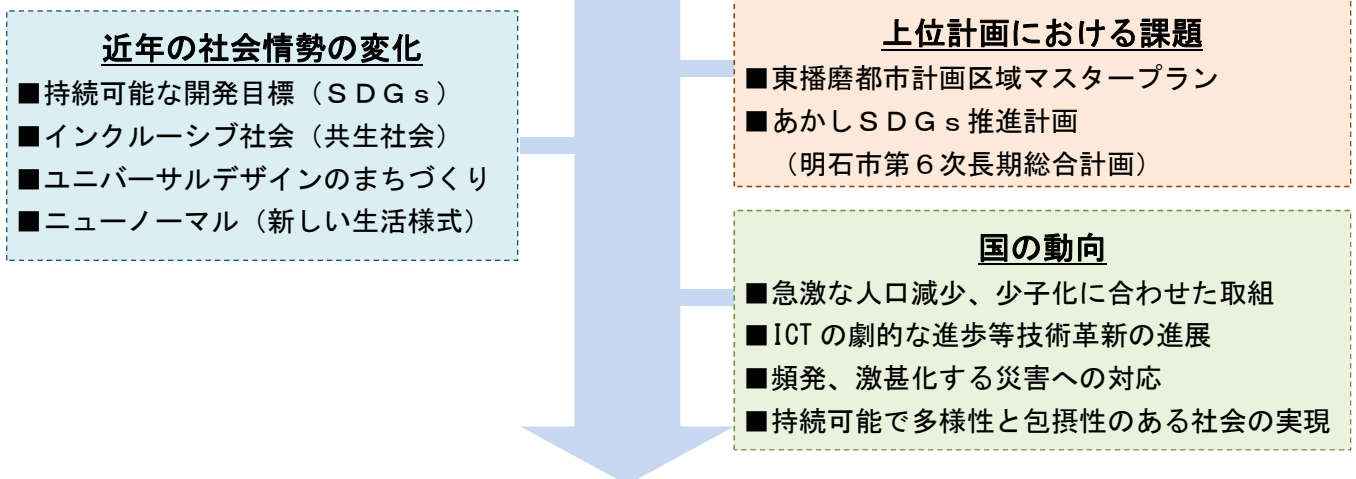 近年の社会情勢の変化
■持続可能な開発目標（ＳＤＧｓ）
■インクルーシブ社会（共生社会）
■ユニバーサルデザインのまちづくり
■ニューノーマル（新しい生活様式）
上位計画における課題
■東播磨都市計画区域マスタープラン
■あかしＳＤＧｓ推進計画
（明石市第６次長期総合計画）
国の動向
■急激な人口減少、少子化に合わせた取組
■ICTの劇的な進歩等技術革新の進展
■頻発、激甚化する災害への対応
■持続可能で多様性と包摂性のある社会の実現